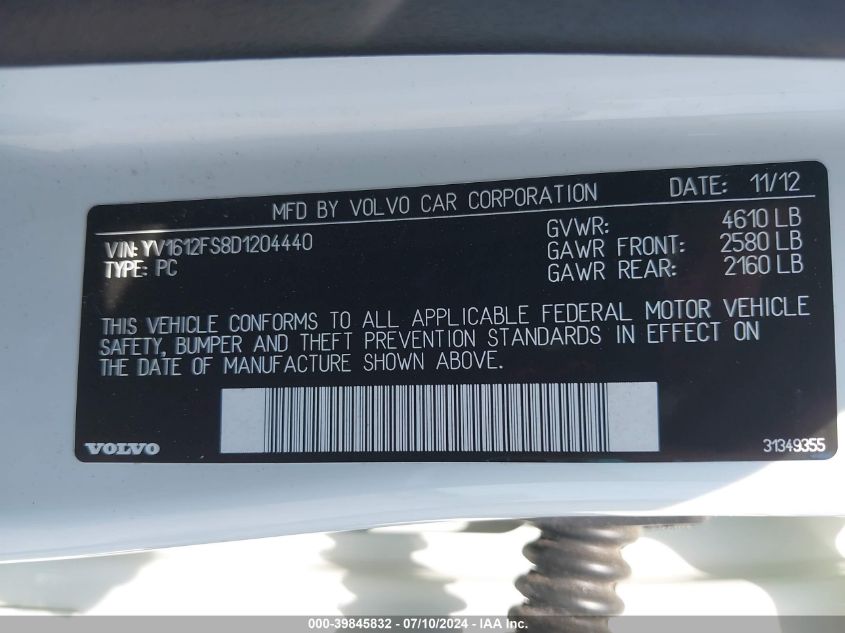 MFD BY VOLVO CAR CORPORATION DATE: 11/12
VIN: YV1612FS8D1204440 GVWR: 4610 LB
TYPE: PC GAWR FRONT: 2580 LB
GAWR REAR: 2160 LB
THIS VEHICLE CONFORMS TO ALL APPLICABLE FEDERAL MOTOR VEHICLE
SAFETY, BUMPER AND THEFT PREVENTION STANDARDS IN EFFECT ON
THE DATE OF MANUFACTURE SHOWN ABOVE.
VOLVO 31349355
000-39845832 - 07/10/2024 - IAAI, Inc.